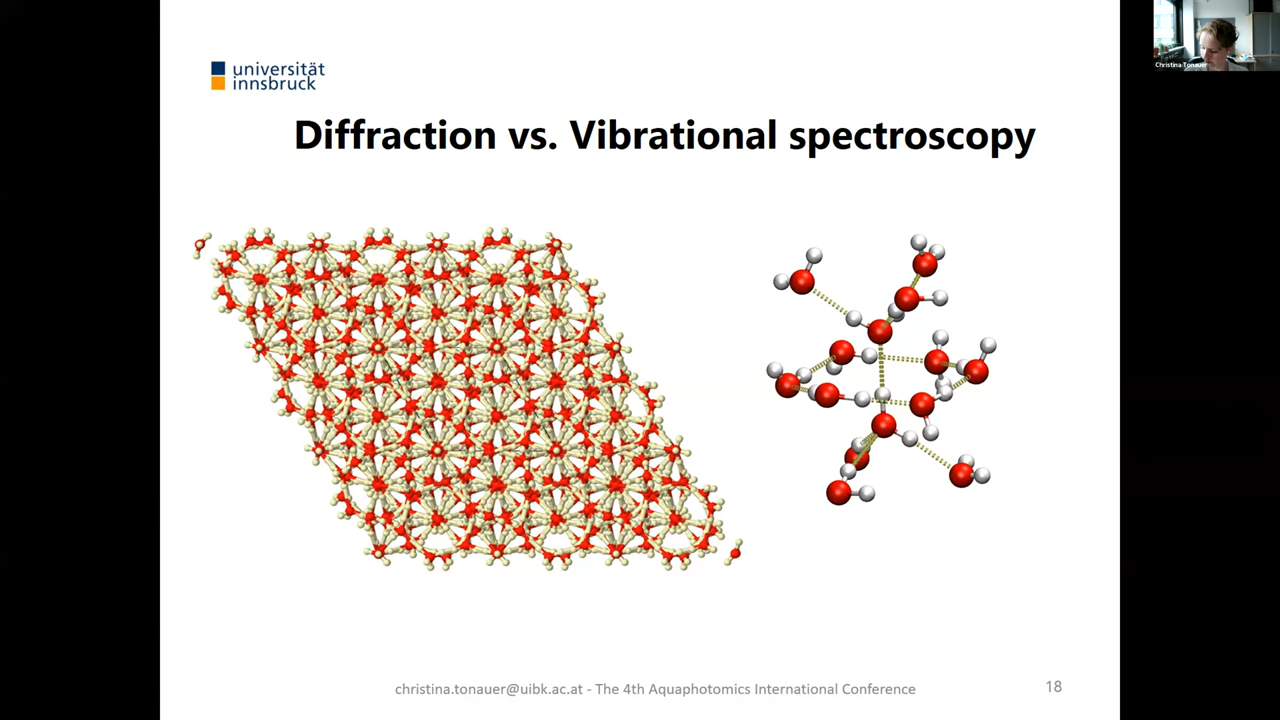 universität
innsbruck
Christina Tonauer
Diffraction vs. Vibrational spectroscopy
christina.tonauer@uibk.ac.at - The 4th Aquaphotomics International Conference
18